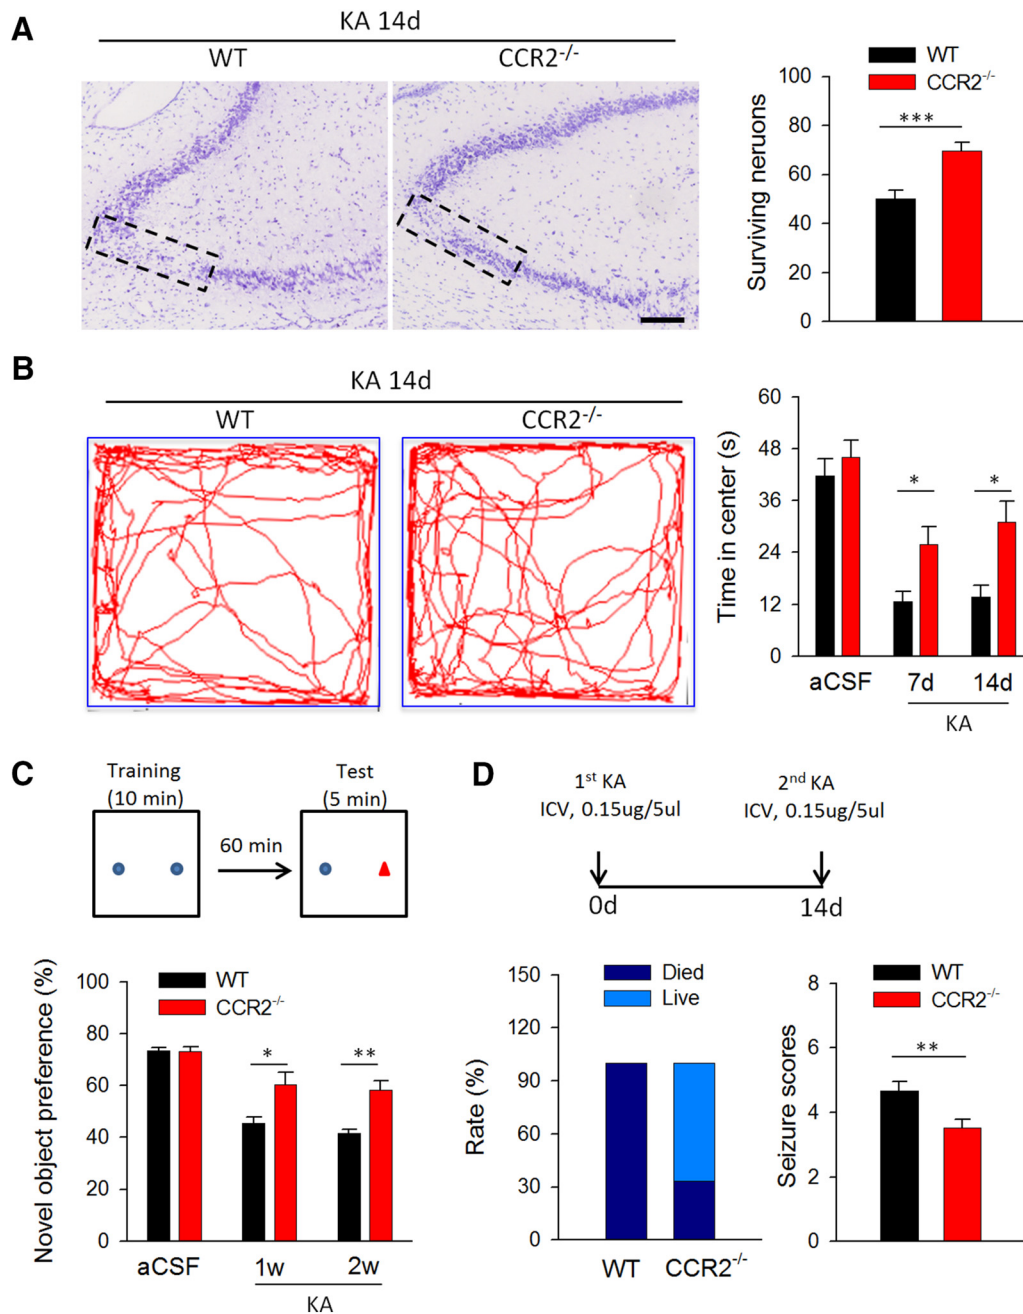 A
KA 14d
WT
CCR2-/-
WT
CCR2-/-
Surviving neruons
100
80
60
40
20
0
***
B
KA 14d
WT
CCR2-/-
Time in center (s)
60
48
36
24
12
0
*
*
aCSF
7d
14d
KA
C
Training
(10 min)
60 min
Test
(5 min)
WT
CCR2-/-
Novel object preference (%)
100
80
60
40
20
0
*
**
aCSF
1w
2w
KA
D
1st KA
ICV, 0.15ug/5ul
2nd KA
ICV, 0.15ug/5ul
0d
14d
Died
Live
Rate (%)
150
120
90
60
30
0
WT
CCR2-/-
WT
CCR2-/-
Seizure scores
8
6
4
2
0
**